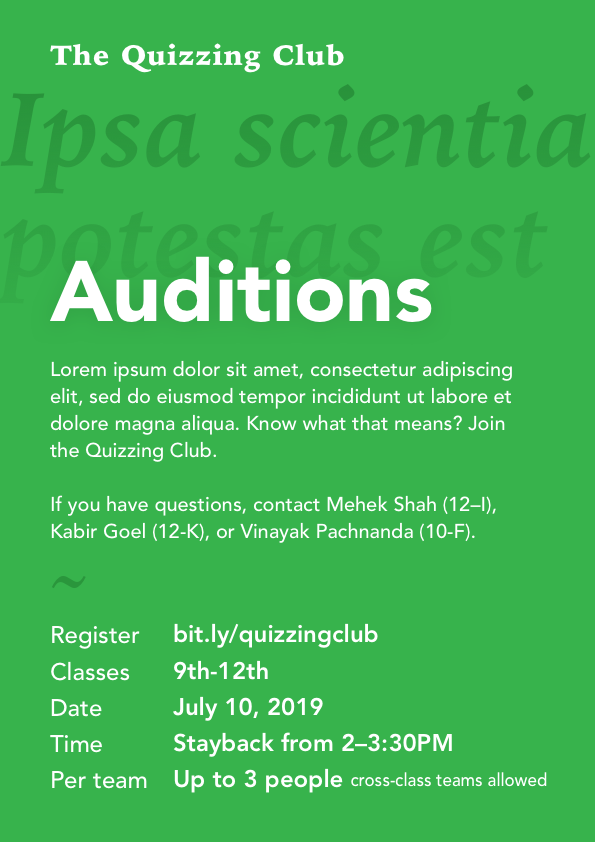 The Quizzing Club
Ipsa scientia
potestas est
Auditions
Lorem ipsum dolor sit amet, consectetur adipiscing
elit, sed do eiusmod tempor incididunt ut labore et
dolore magna aliqua. Know what that means? Join
the Quizzing Club.
If you have questions, contact Mehek Shah (12–I),
Kabir Goel (12-K), or Vinayak Pachnanda (10-F).
~
Register bit.ly/quizzingclub
Classes 9th-12th
Date July 10, 2019
Time Stayback from 2–3:30PM
Per team Up to 3 people cross-class teams allowed